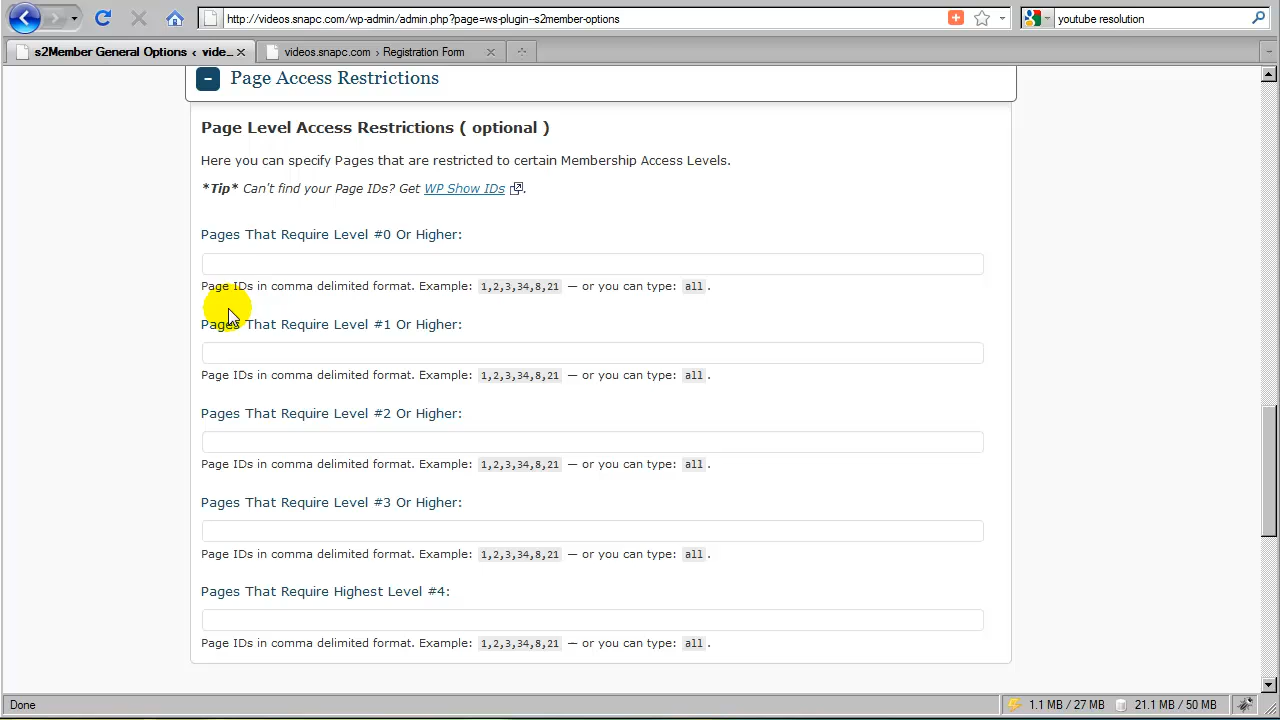 http://videos.snapc.com/wp-admin/admin.php?page=ws-plugin--s2member-options
youtube resolution
s2Member General Options ‹ vide...
videos.snapc.com › Registration Form
Page Access Restrictions
Page Level Access Restrictions ( optional )
Here you can specify Pages that are restricted to certain Membership Access Levels.
*Tip* Can't find your Page IDs? Get WP Show IDs.
Pages That Require Level #0 Or Higher:
Page IDs in comma delimited format. Example: 1,2,3,34,8,21 — or you can type: all.
Pages That Require Level #1 Or Higher:
Page IDs in comma delimited format. Example: 1,2,3,34,8,21 — or you can type: all.
Pages That Require Level #2 Or Higher:
Page IDs in comma delimited format. Example: 1,2,3,34,8,21 — or you can type: all.
Pages That Require Level #3 Or Higher:
Page IDs in comma delimited format. Example: 1,2,3,34,8,21 — or you can type: all.
Pages That Require Highest Level #4:
Page IDs in comma delimited format. Example: 1,2,3,34,8,21 — or you can type: all.
Done
1.1 MB / 27 MB
21.1 MB / 50 MB